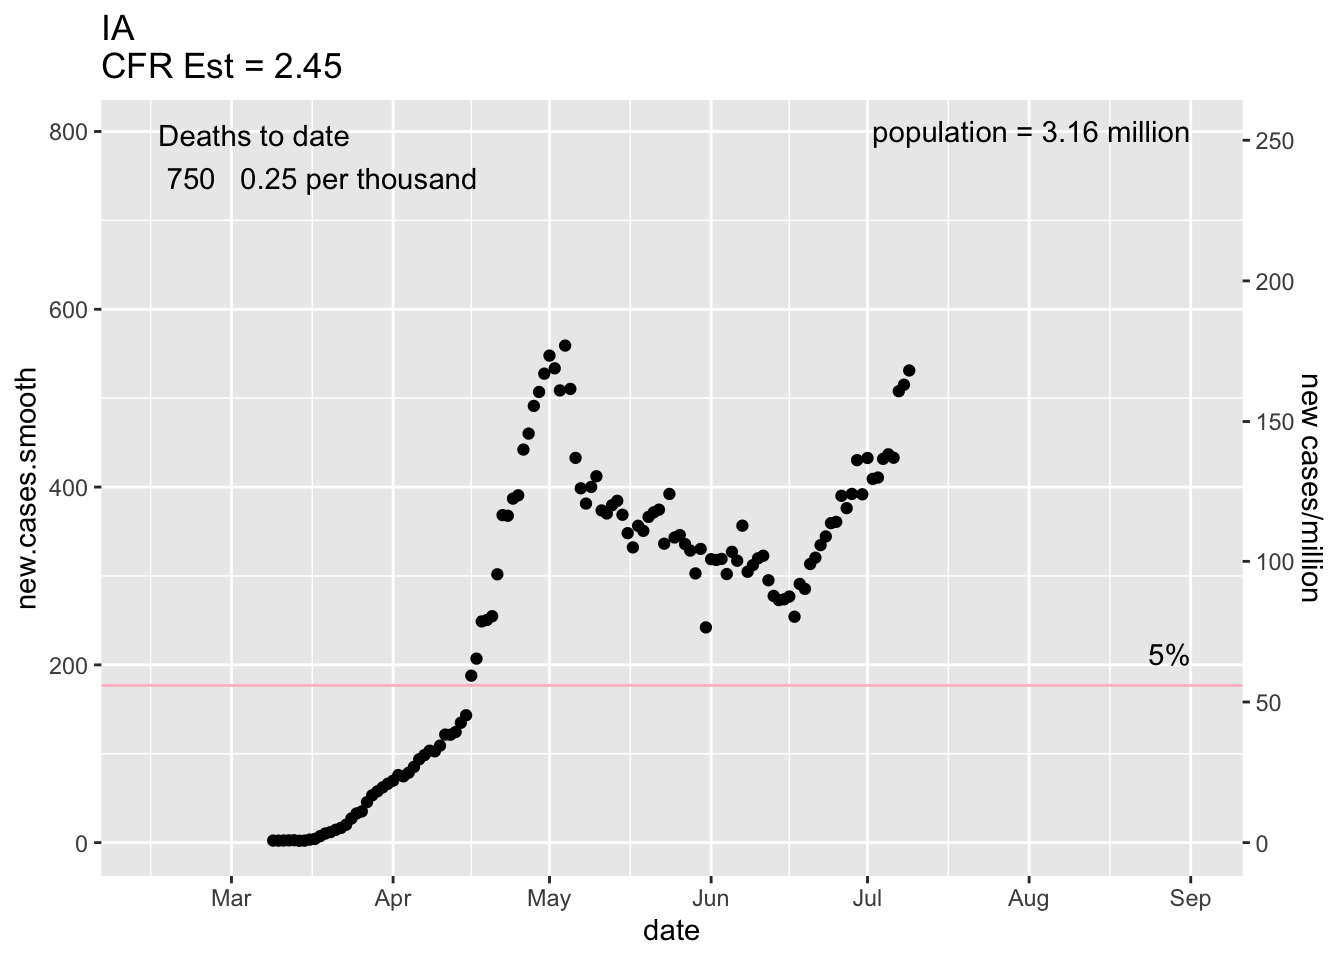 IA
CFR Est = 2.45
Deaths to date
750 0.25 per thousand
population = 3.16 million
800
600
400
200
0
new.cases.smooth
250
200
150
100
50
0
new cases/million
5%
Mar Apr May Jun Jul Aug Sep
date